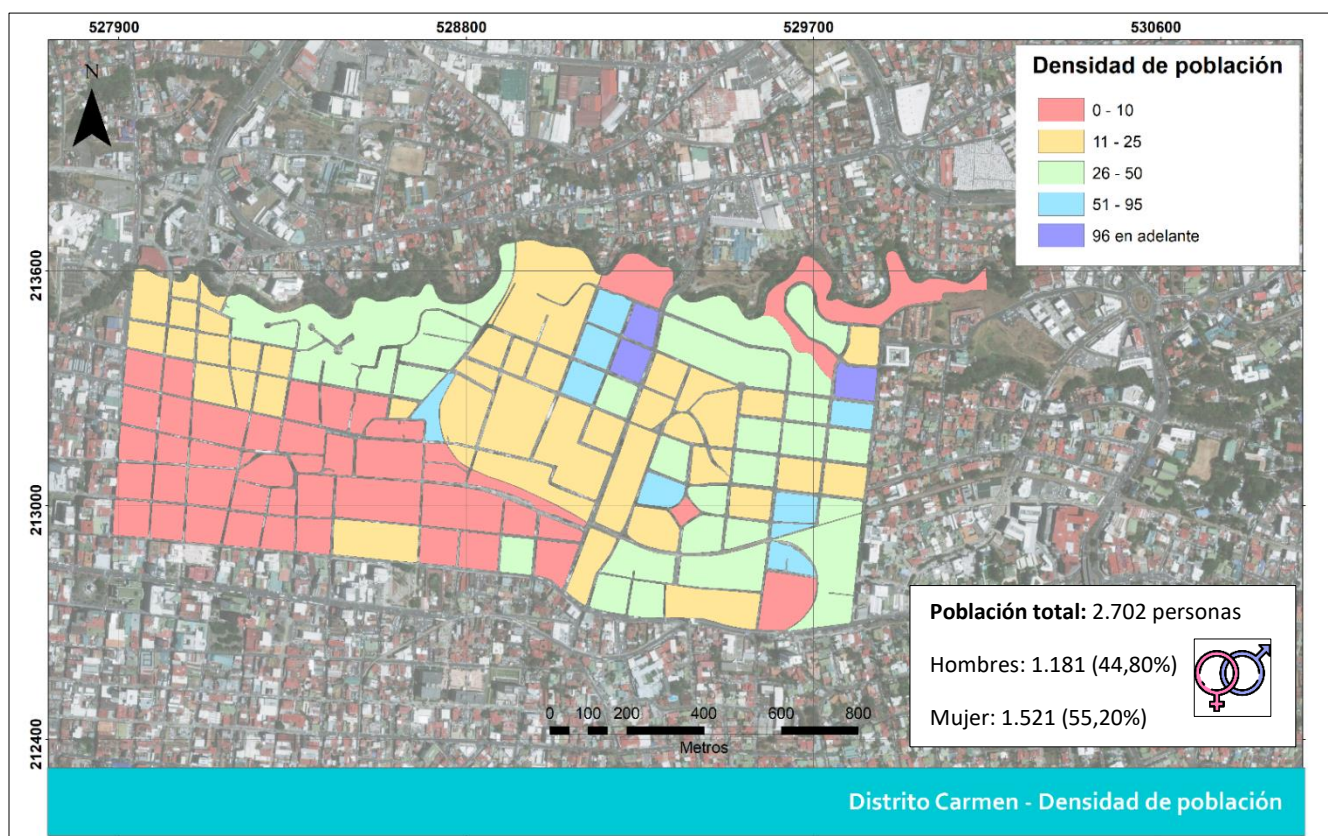 527900 528800 529700 530600
N
Densidad de población
0 - 10
11 - 25
26 - 50
51 - 95
96 en adelante
213600
213000
212400
Población total: 2.702 personas
Hombres: 1.181 (44,80%)
Mujer: 1.521 (55,20%)
0 100 200 400 600 800
Metros
Distrito Carmen - Densidad de población